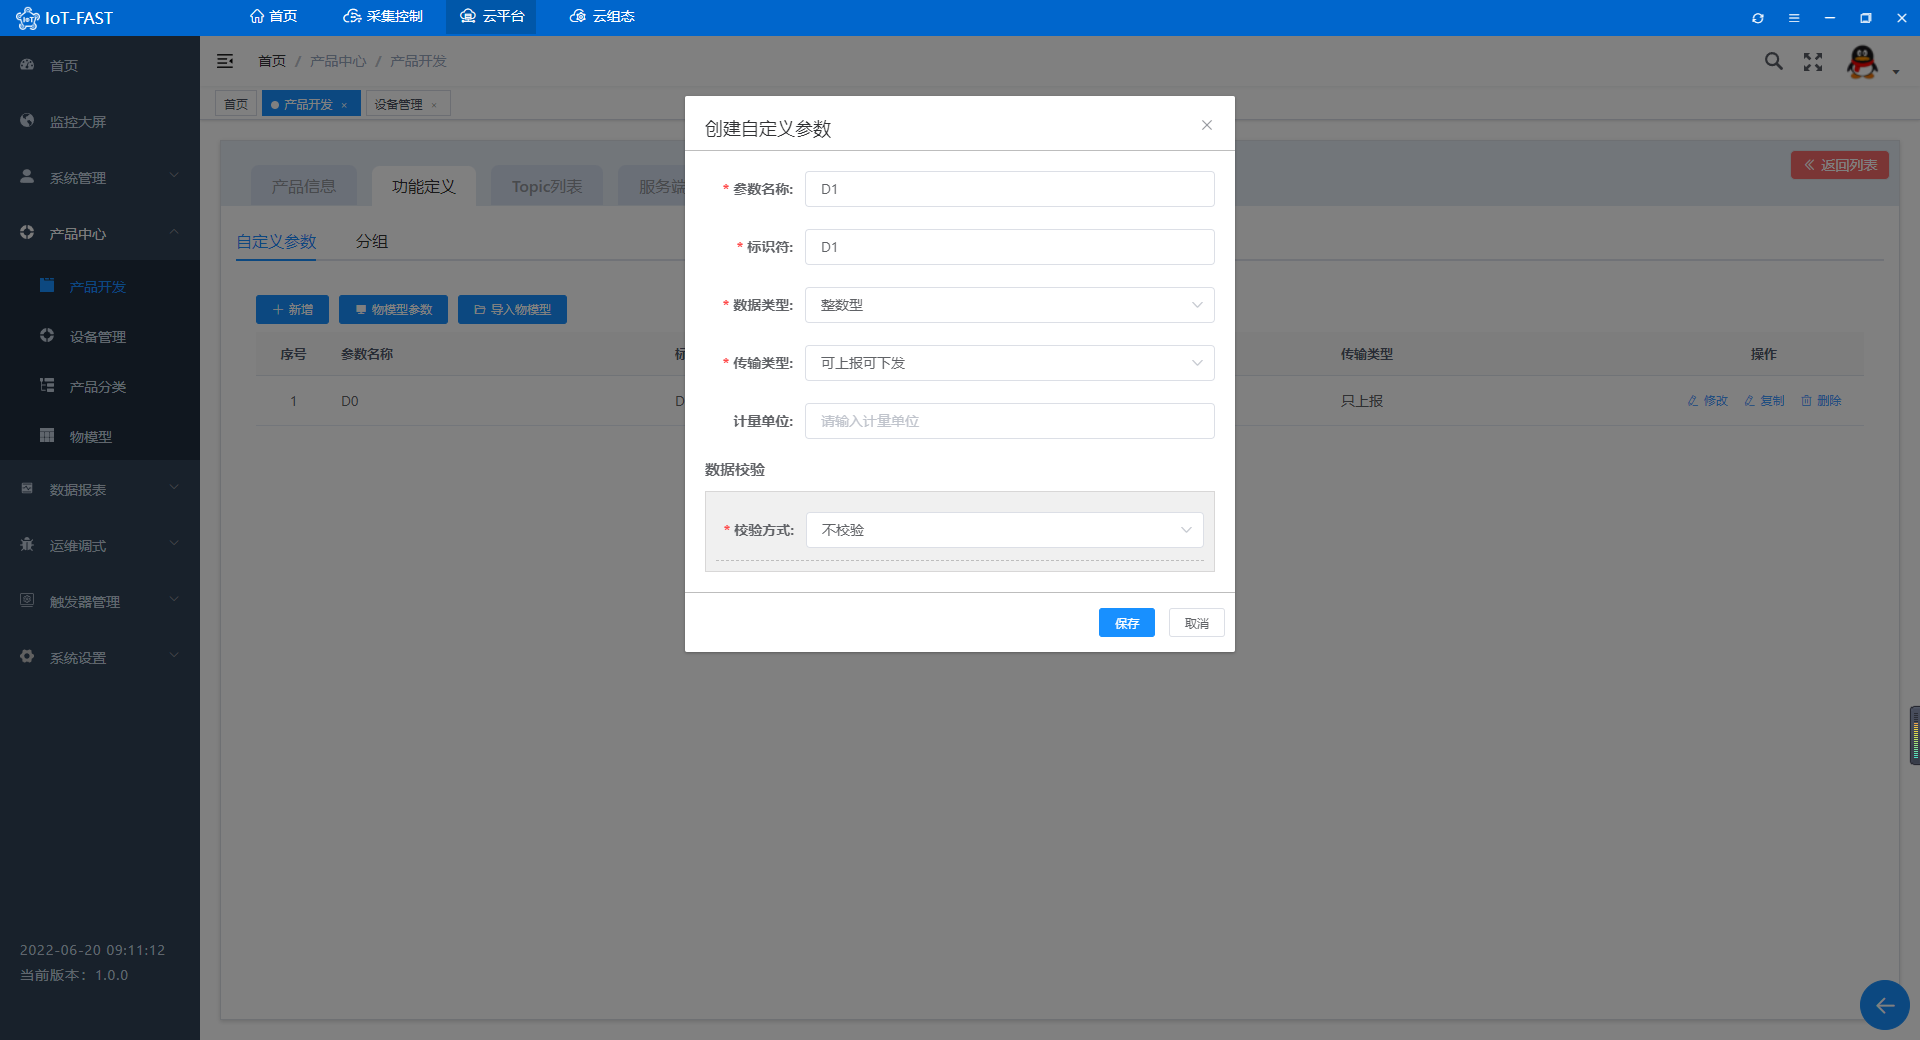 IoT-FAST
首页 采集控制 云平台 云组态
首页 / 产品中心 / 产品开发
首页 产品开发 × 设备管理 ×
首页
监控大屏
系统管理
产品中心
产品开发
设备管理
产品分类
物模型
数据报表
运维调式
触发器管理
系统设置
2022-06-20 09:11:12
当前版本：1.0.0
产品信息 功能定义 Topic列表 服务端
返回列表
自定义参数 分组
新增 物模型参数 导入物模型
序号 参数名称 传输类型 操作
1 D0 D 只上报 修改 复制 删除
创建自定义参数
* 参数名称: D1
* 标识符: D1
* 数据类型: 整数型
* 传输类型: 可上报可下发
计量单位: 请输入计量单位
数据校验
* 校验方式: 不校验
保存 取消